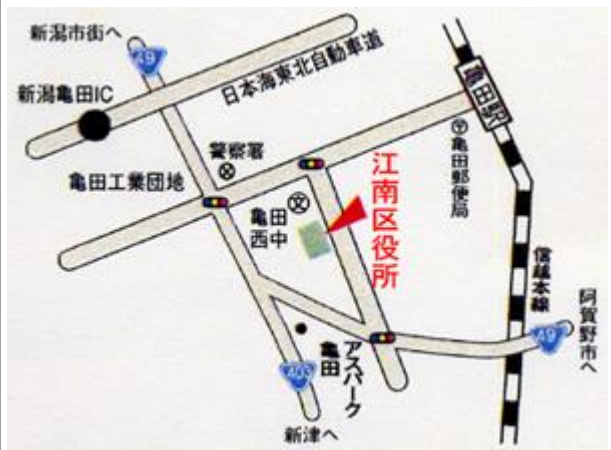 新潟市街へ
49
日本海東北自動車道
新潟亀田IC
亀田駅
警察署
〒
亀田郵便局
亀田工業団地
江南区役所
文
亀田
西中
信越本線
阿賀野市へ
49
アスパーク
亀田
新津へ